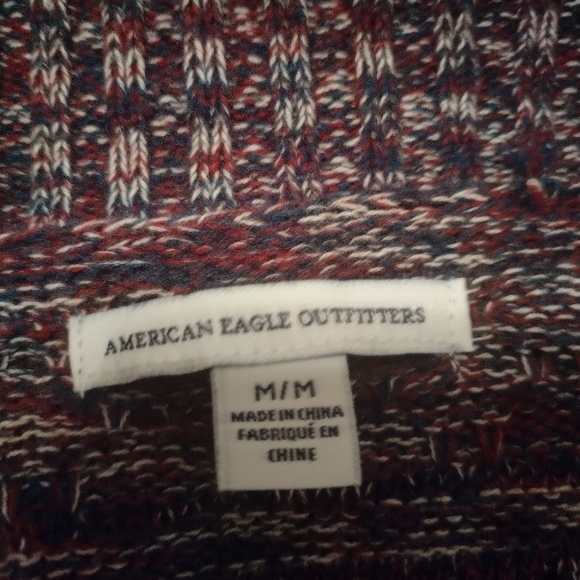 AMERICAN EAGLE OUTFITTERS
M/M
MADE IN CHINA
FABRIQUÉ EN
CHINE